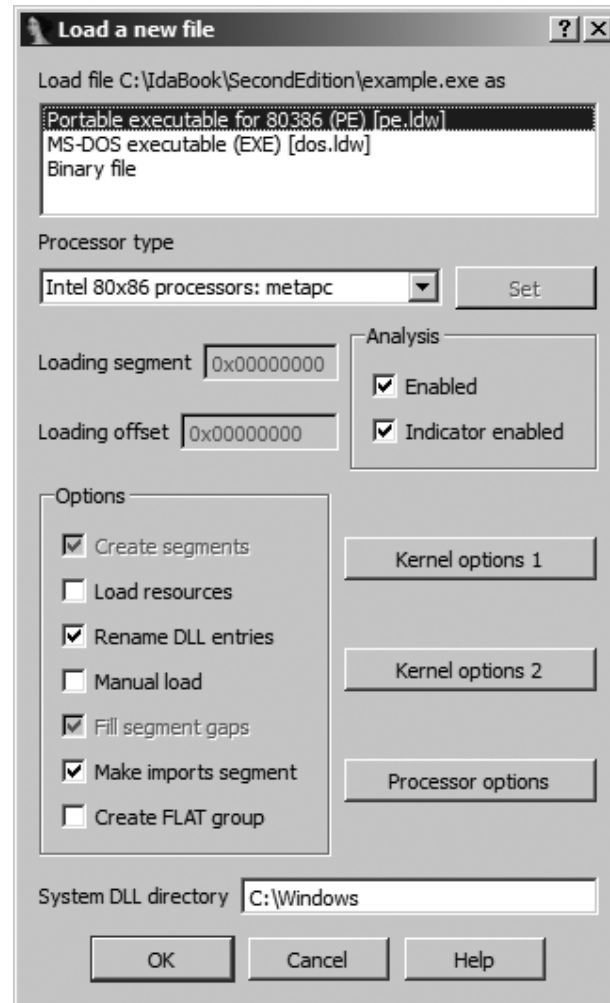 Load a new file
Load file C:\IdaBook\SecondEdition\example.exe as
Portable executable for 80386 (PE) [pe.ldw]
MS-DOS executable (EXE) [dos.ldw]
Binary file
Processor type
Intel 80x86 processors: metapc
Set
Analysis
Loading segment 0x00000000
Enabled
Loading offset 0x00000000
Indicator enabled
Options
Create segments
Kernel options 1
Load resources
Rename DLL entries
Kernel options 2
Manual load
Fill segment gaps
Make imports segment
Processor options
Create FLAT group
System DLL directory C:\Windows
OK Cancel Help